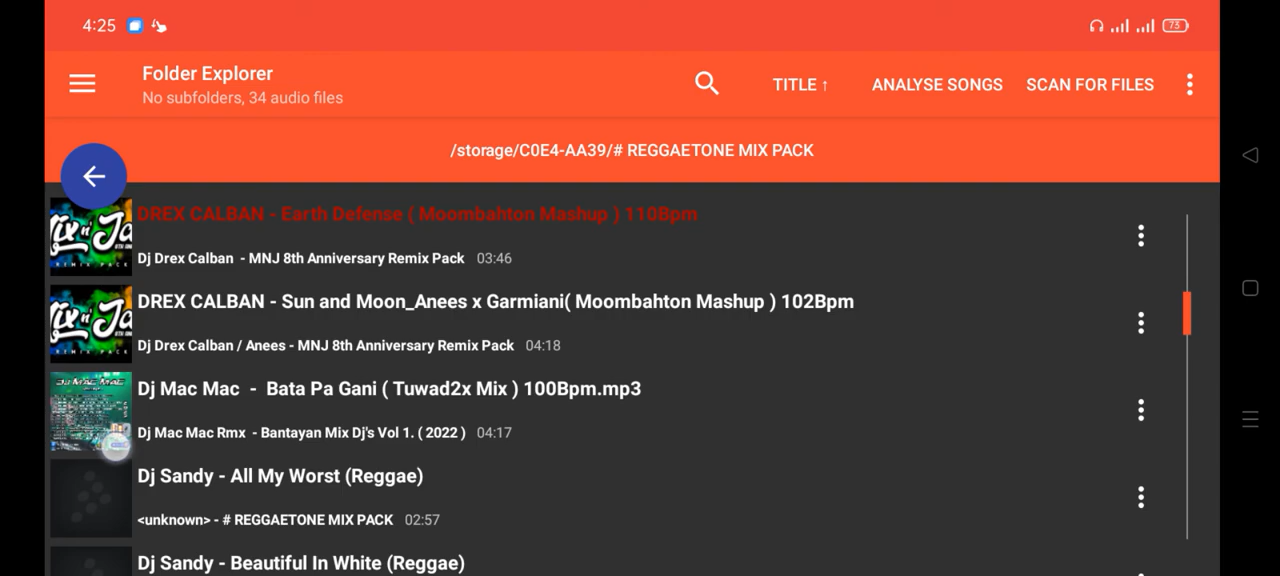 4:25
73
Folder Explorer
No subfolders, 34 audio files
TITLE ↑
ANALYSE SONGS
SCAN FOR FILES
/storage/C0E4-AA39/# REGGAETONE MIX PACK
DREX CALBAN - Earth Defense ( Moombahton Mashup ) 110Bpm
Dj Drex Calban - MNJ 8th Anniversary Remix Pack 03:46
DREX CALBAN - Sun and Moon_Anees x Garmiani( Moombahton Mashup ) 102Bpm
Dj Drex Calban / Anees - MNJ 8th Anniversary Remix Pack 04:18
Dj Mac Mac - Bata Pa Gani ( Tuwad2x Mix ) 100Bpm.mp3
Dj Mac Mac Rmx - Bantayan Mix Dj's Vol 1. ( 2022 ) 04:17
Dj Sandy - All My Worst (Reggae)
<unknown> - # REGGAETONE MIX PACK 02:57
Dj Sandy - Beautiful In White (Reggae)